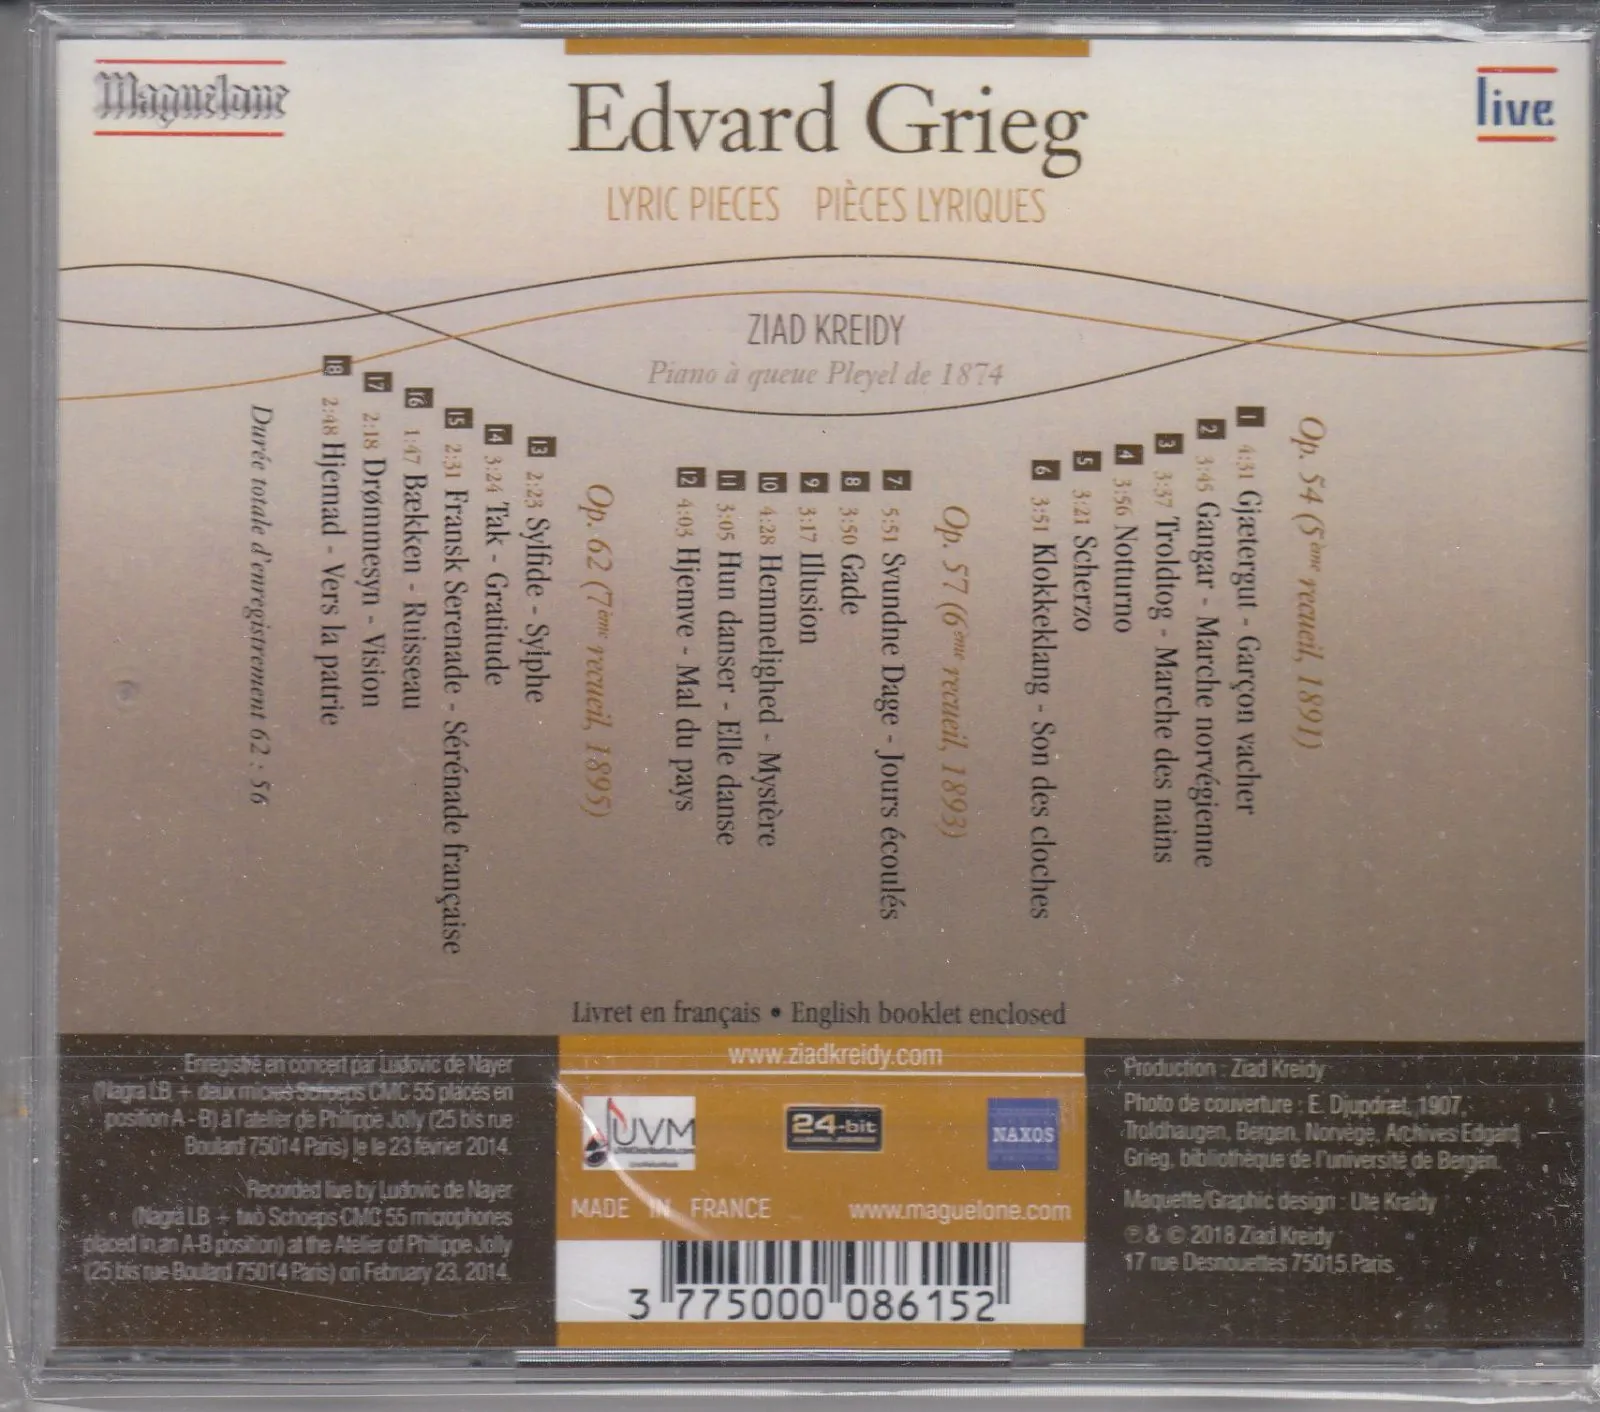 Maguelone
live
Edvard Grieg
LYRIC PIECES PIÈCES LYRIQUES
ZIAD KREIDY
Piano à queue Pleyel de 1874
Op. 54 (5ème recueil, 1891)
1 4:31 Gjætergut - Garçon vacher
2 3:45 Gangar - Marche norvégienne
3 3:37 Troldtog - Marche des nains
4 3:56 Notturno
5 3:21 Scherzo
6 3:51 Klokkeklang - Son des cloches
Op. 57 (6ème recueil, 1893)
7 5:51 Svundne Dage - Jours écoulés
8 3:50 Gade
9 3:17 Illusion
10 4:28 Hemmelighed - Mystère
11 3:05 Hun danser - Elle danse
12 4:03 Hjemve - Mal du pays
Op. 62 (7ème recueil, 1895)
13 2:23 Sylfide - Sylphe
14 3:24 Tak - Gratitude
15 2:31 Fransk Serenade - Sérénade française
16 1:47 Bækken - Ruisseau
17 2:18 Drømmesyn - Vision
18 2:48 Hjemad - Vers la patrie
Durée totale d'enregistrement 62 : 56
Livret en français • English booklet enclosed
Enregistré en concert par Ludovic de Nayer
(Nagra LB + deux micros Schoeps CMC 55 placés en
position A - B) à l'atelier de Philippe Jolly (25 bis rue
Boulard 75014 Paris) le le 23 février 2014.
Recorded live by Ludovic de Nayer
(Nagra LB + two Schoeps CMC 55 microphones
placed in an A-B position) at the Atelier of Philippe Jolly
(25 bis rue Boulard 75014 Paris) on February 23, 2014.
www.ziadkreidy.com
UVM
24-bit
NAXOS
MADE IN FRANCE
www.maguelone.com
3 775000 086152
Production : Ziad Kreidy
Photo de couverture : E. Djupdræt, 1907,
Troldhaugen, Bergen, Norvège, Archives Edgard
Grieg, bibliothèque de l'université de Bergen.
Maquette/Graphic design : Ute Kraidy
℗ & © 2018 Ziad Kreidy
17 rue Desnouettes 75015 Paris.